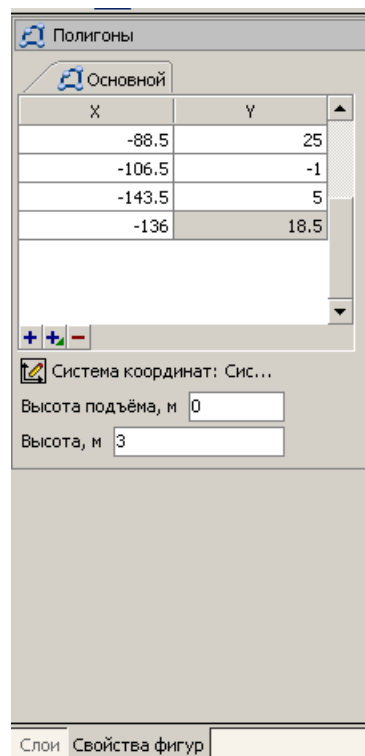 Полигоны
Основной
X Y
-88.5 25
-106.5 -1
-143.5 5
-136 18.5
Система координат: Сис...
Высота подъёма, м 0
Высота, м 3
Слои Свойства фигур